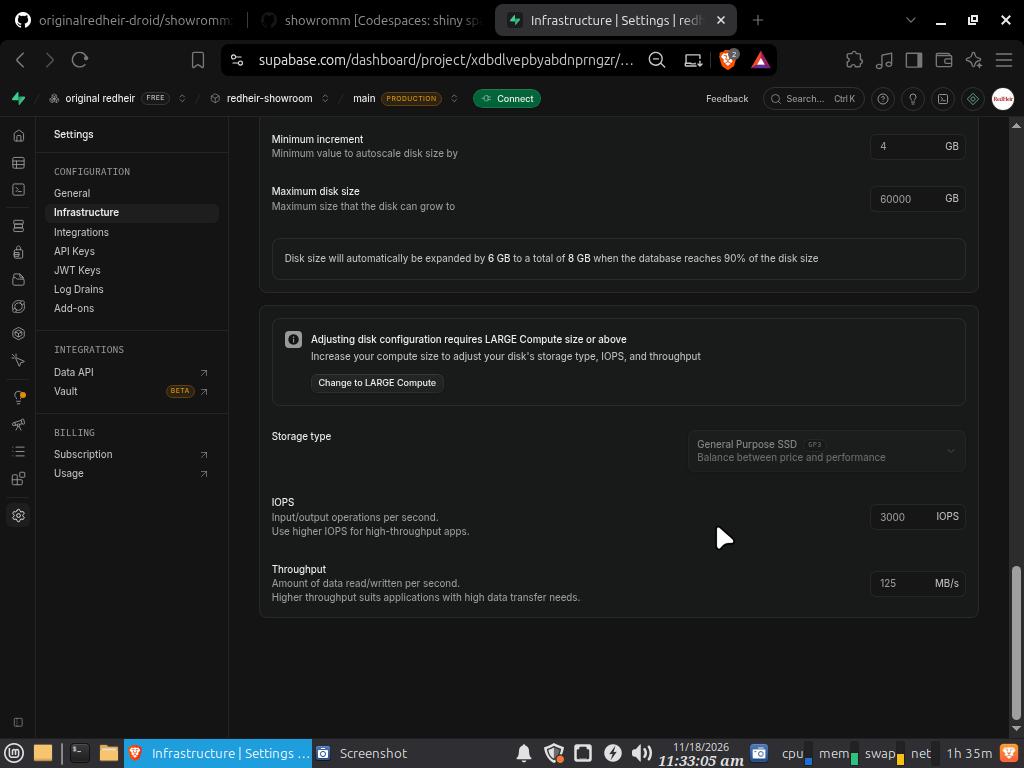 originalredheir-droid/showromm:
showromm [Codespaces: shiny sp
Infrastructure | Settings | redh
supabase.com/dashboard/project/xdbdlvepbyabdnprngzr/...
2
original redheir FREE
redheir-showroom
main PRODUCTION
Connect
Feedback
Search... Ctrl K
RedHeir
Settings
CONFIGURATION
General
Infrastructure
Integrations
API Keys
JWT Keys
Log Drains
Add-ons
INTEGRATIONS
Data API
Vault BETA
BILLING
Subscription
Usage
Minimum increment
Minimum value to autoscale disk size by
4 GB
Maximum disk size
Maximum size that the disk can grow to
60000 GB
Disk size will automatically be expanded by 6 GB to a total of 8 GB when the database reaches 90% of the disk size
Adjusting disk configuration requires LARGE Compute size or above
Increase your compute size to adjust your disk's storage type, IOPS, and throughput
Change to LARGE Compute
Storage type
General Purpose SSD GP3
Balance between price and performance
IOPS
Input/output operations per second.
Use higher IOPS for high-throughput apps.
3000 IOPS
Throughput
Amount of data read/written per second.
Higher throughput suits applications with high data transfer needs.
125 MB/s
Infrastructure | Settings ...
Screenshot
11/18/2026
11:33:05 am
cpu
mem
swap
net
1h 35m